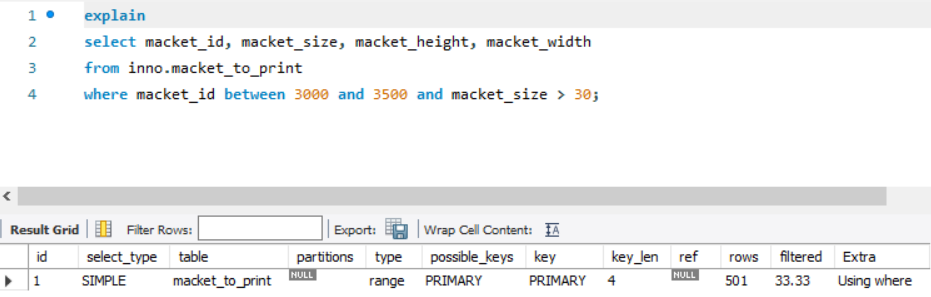 1 explain
2 select macket_id, macket_size, macket_height, macket_width
3 from inno.macket_to_print
4 where macket_id between 3000 and 3500 and macket_size > 30;
Result Grid Filter Rows: Export: Wrap Cell Content: IA
id select_type table partitions type possible_keys key key_len ref rows filtered Extra
1 SIMPLE macket_to_print NULL range PRIMARY PRIMARY 4 NULL 501 33.33 Using where